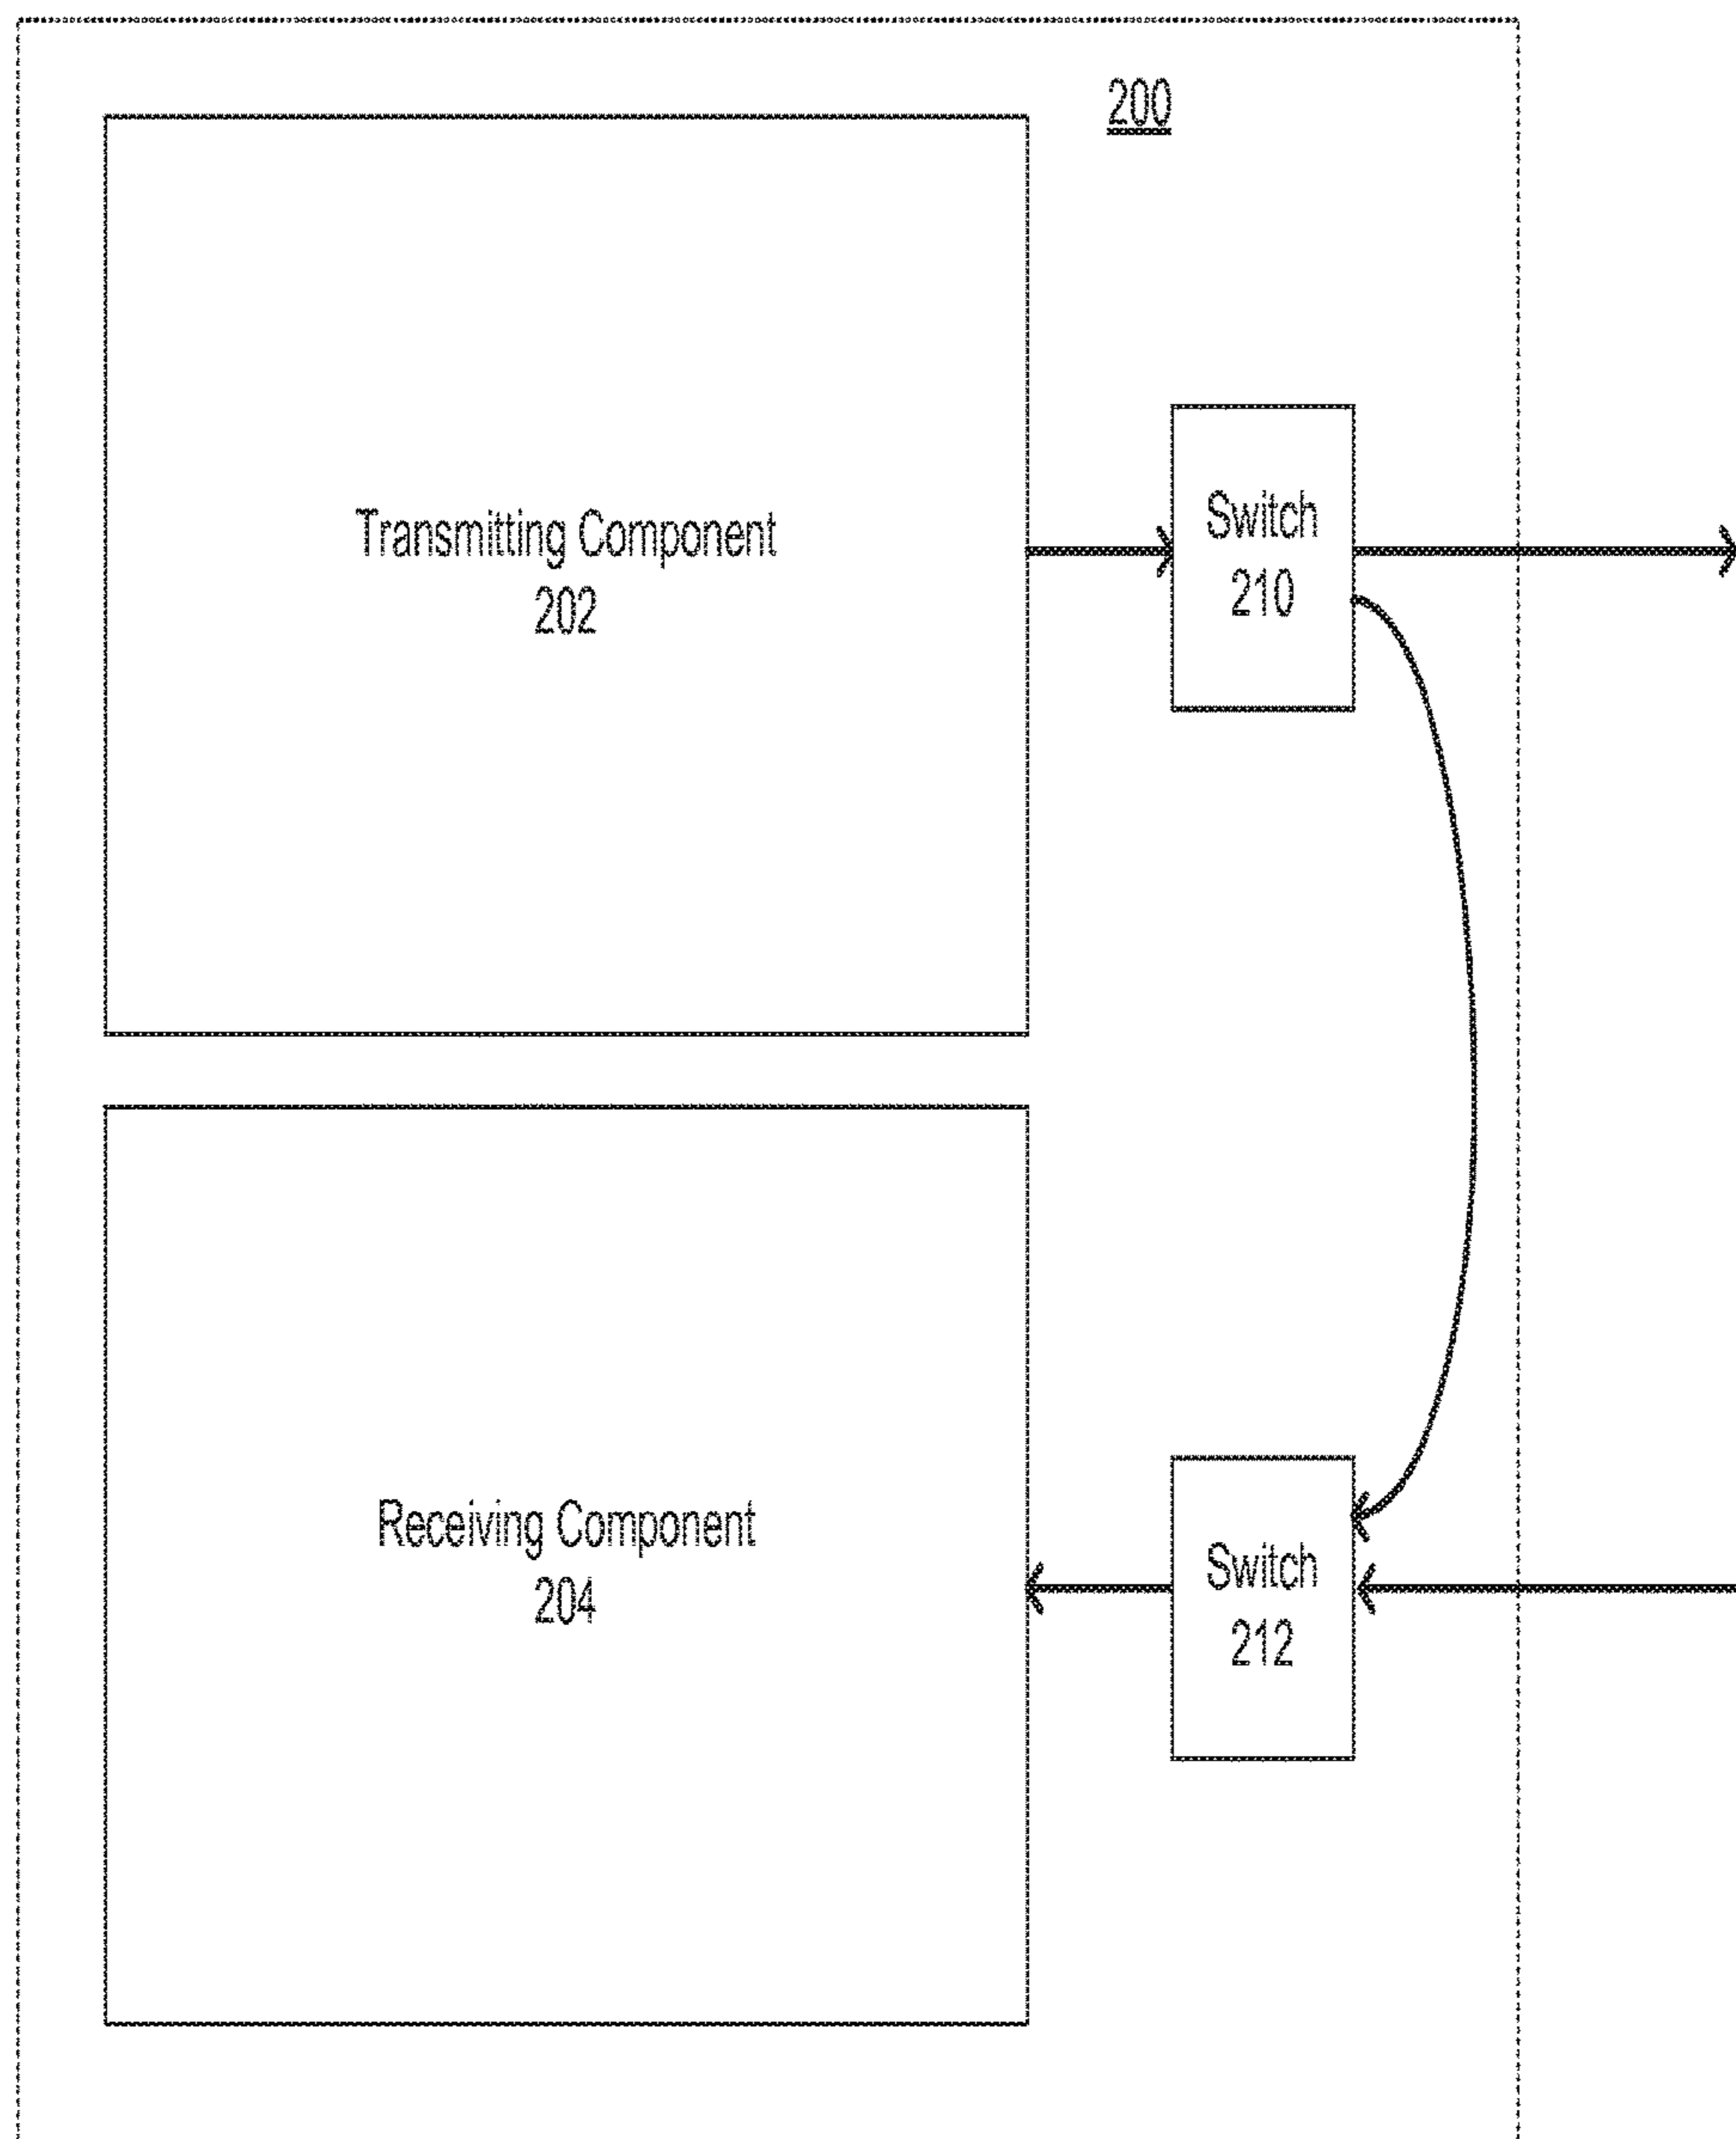 200
Transmitting Component
202
Switch
210
Receiving Component
204
Switch
212